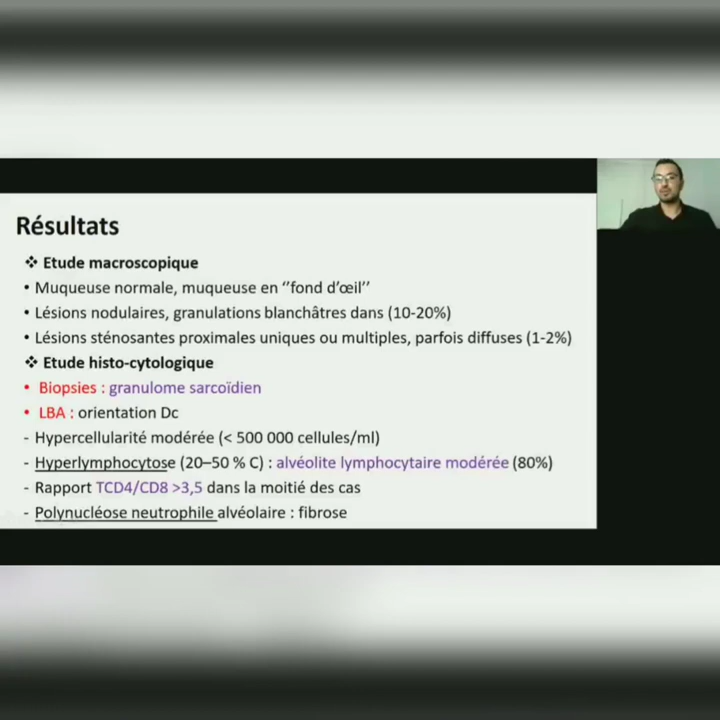 Résultats
❖ Etude macroscopique
• Muqueuse normale, muqueuse en ‘‘fond d’œil’’
• Lésions nodulaires, granulations blanchâtres dans (10-20%)
• Lésions sténosantes proximales uniques ou multiples, parfois diffuses (1-2%)
❖ Etude histo-cytologique
• Biopsies : granulome sarcoïdien
• LBA : orientation Dc
- Hypercellularité modérée (< 500 000 cellules/ml)
- Hyperlymphocytose (20–50 % C) : alvéolite lymphocytaire modérée (80%)
- Rapport TCD4/CD8 >3,5 dans la moitié des cas
- Polynucléose neutrophile alvéolaire : fibrose